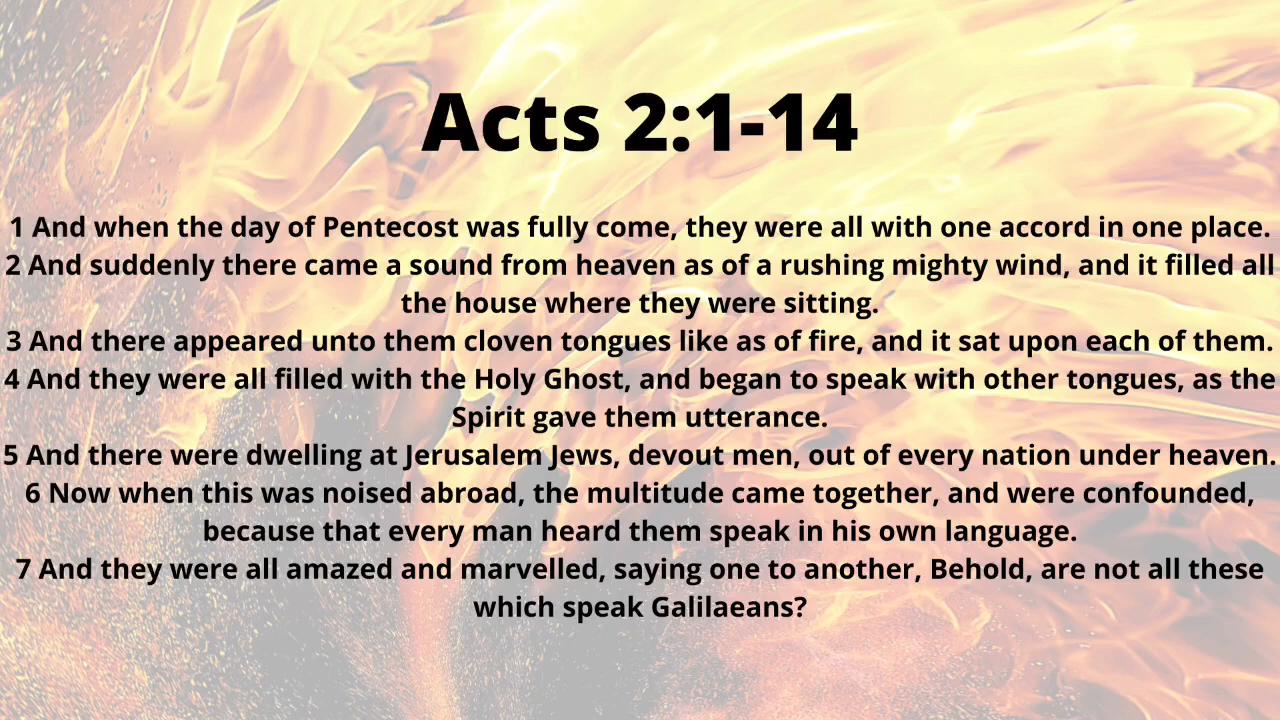 Acts 2:1-14
1 And when the day of Pentecost was fully come, they were all with one accord in one place.
2 And suddenly there came a sound from heaven as of a rushing mighty wind, and it filled all
the house where they were sitting.
3 And there appeared unto them cloven tongues like as of fire, and it sat upon each of them.
4 And they were all filled with the Holy Ghost, and began to speak with other tongues, as the
Spirit gave them utterance.
5 And there were dwelling at Jerusalem Jews, devout men, out of every nation under heaven.
6 Now when this was noised abroad, the multitude came together, and were confounded,
because that every man heard them speak in his own language.
7 And they were all amazed and marvelled, saying one to another, Behold, are not all these
which speak Galilaeans?